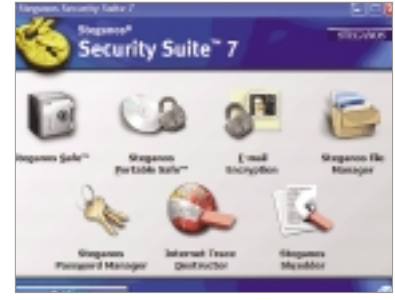 Steganos Security Suite 7
Steganos®
Security Suite™ 7
STEGANOS
Steganos Safe™
Steganos
Portable Safe™
E-mail
Encryption
Steganos File
Manager
Steganos
Password Manager
Internet Trace
Destructor
Steganos
Shredder